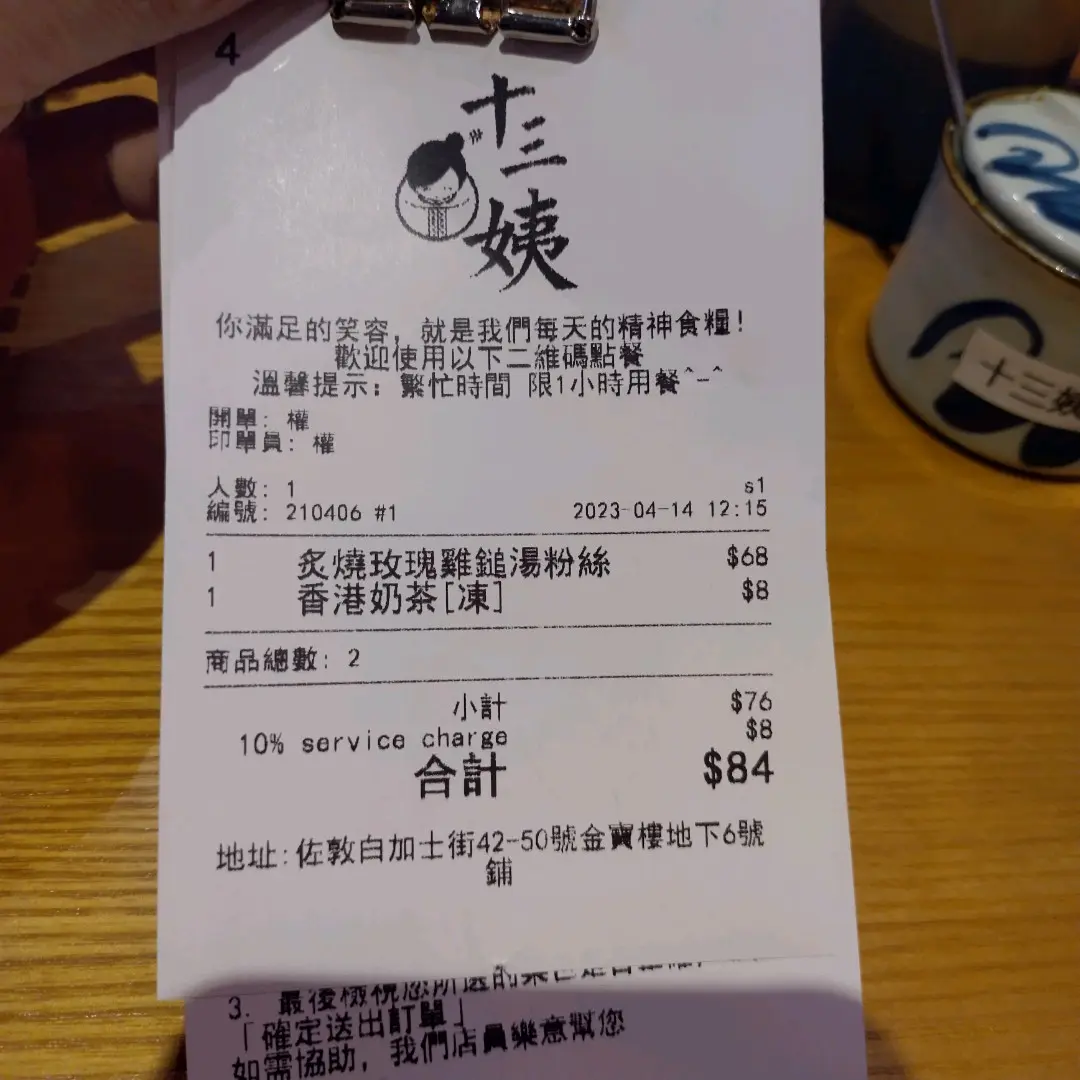 4
十三姨
你滿足的笑容，就是我們每天的精神食糧!
歡迎使用以下二維碼點餐
溫馨提示: 繁忙時間 限1小時用餐^-^
開單: 權
印單員: 權
人數: 1 s1
編號: 210406 #1 2023-04-14 12:15
1 炙燒玫瑰雞鎚湯粉絲 $68
1 香港奶茶[凍] $8
商品總數: 2
小計 $76
10% service charge $8
合計 $84
地址:佐敦白加士街42-50號金寶樓地下6號
鋪
3. 最後檢視您所選的
「確定送出訂單」
如需協助，我們店員樂意幫您
十三姨